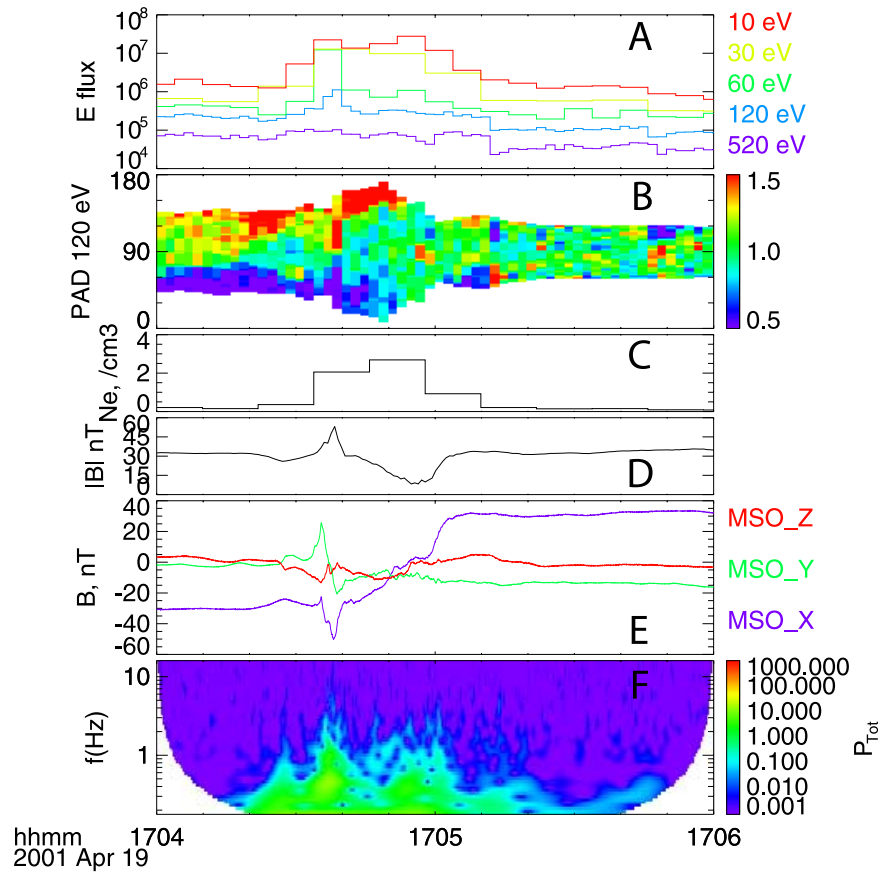 A
E flux
10⁸
10⁷
10⁶
10⁵
10⁴
10 eV
30 eV
60 eV
120 eV
520 eV
B
PAD 120 eV
180
90
0
1.5
1.0
0.5
C
Ne, /cm3
4
2
0
D
|B| nT
60
45
30
15
0
E
B, nT
40
20
0
-20
-40
-60
MSO_Z
MSO_Y
MSO_X
F
f(Hz)
10
1
1000.000
100.000
10.000
1.000
0.100
0.010
0.001
P_Tot
hhmm 1704 1705 1706
2001 Apr 19